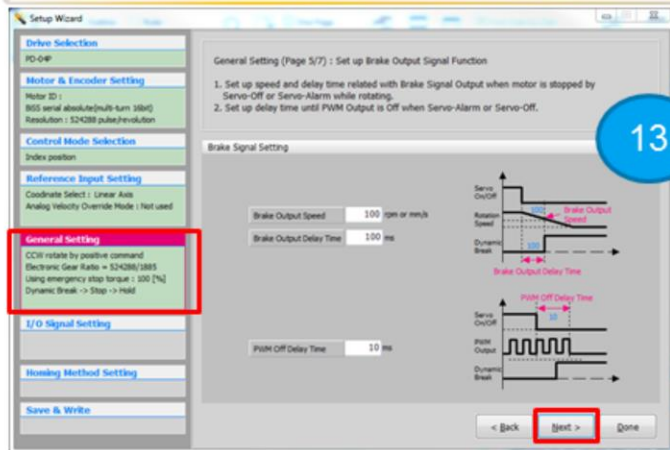 Setup Wizard
Drive Selection
PD-04P
Motor & Encoder Setting
Motor ID :
BiSS serial absolute(multi-turn 16bit)
Resolution : 524288 pulse/revolution
Control Mode Selection
Index position
Reference Input Setting
Coodinate Select : Linear Axis
Analog Velocity Override Mode : Not used
General Setting
CCW rotate by positive command
Electronic Gear Ratio = 524288/1885
Using emergency stop torque : 100 [%]
Dynamic Break -> Stop -> Hold
I/O Signal Setting
Homing Method Setting
Save & Write
General Setting (Page 5/7) : Set up Brake Output Signal Function
1. Set up speed and delay time related with Brake Signal Output when motor is stopped by
Servo-Off or Servo-Alarm while rotating.
2. Set up delay time until PWM Output is Off when Servo-Alarm or Servo-Off.
13
Brake Signal Setting
Brake Output Speed 100 rpm or mm/s
Brake Output Delay Time 100 ms
Servo
On/Off
Rotation
Speed
100
Brake Output
Speed
Dynamic
Break
100
Brake Output Delay Time
PWM Off Delay Time 10 ms
PWM Off Delay Time
Servo
On/Off
10
PWM
Output
Dynamic
Break
< Back
Next >
Done